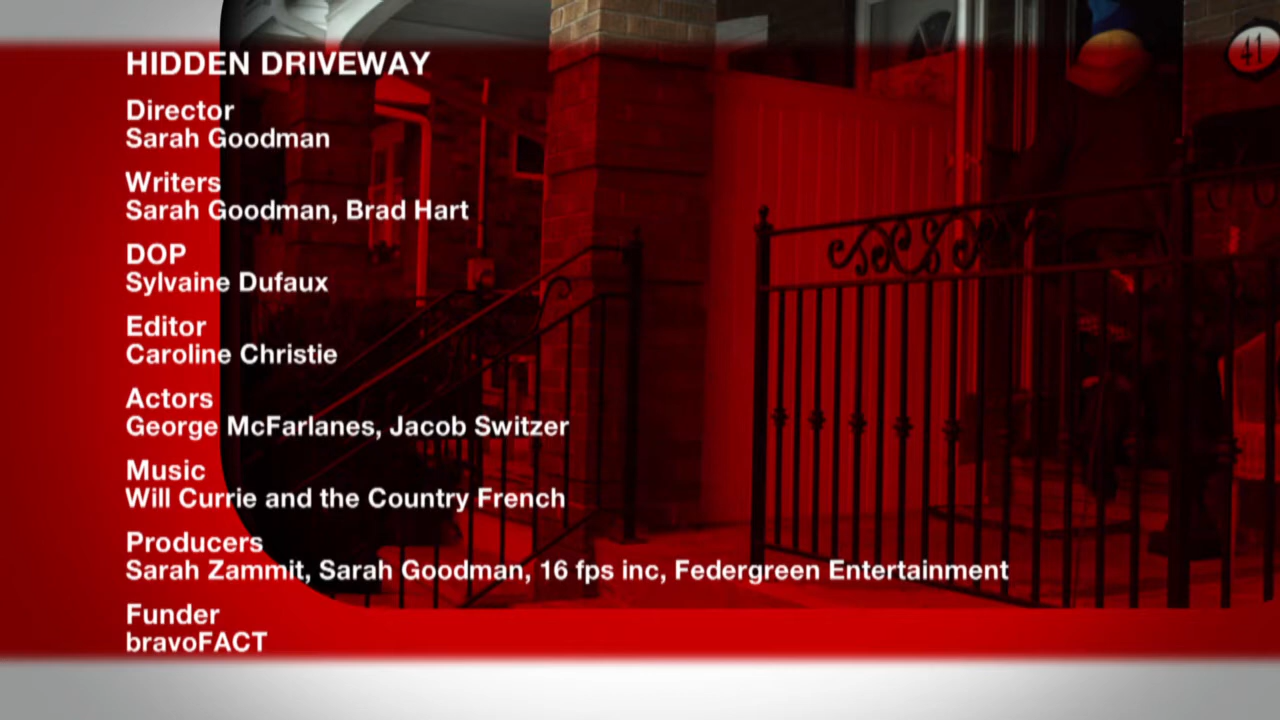 HIDDEN DRIVEWAY
Director
Sarah Goodman
Writers
Sarah Goodman, Brad Hart
DOP
Sylvaine Dufaux
Editor
Caroline Christie
Actors
George McFarlanes, Jacob Switzer
Music
Will Currie and the Country French
Producers
Sarah Zammit, Sarah Goodman, 16 fps inc, Federgreen Entertainment
Funder
bravoFACT
41